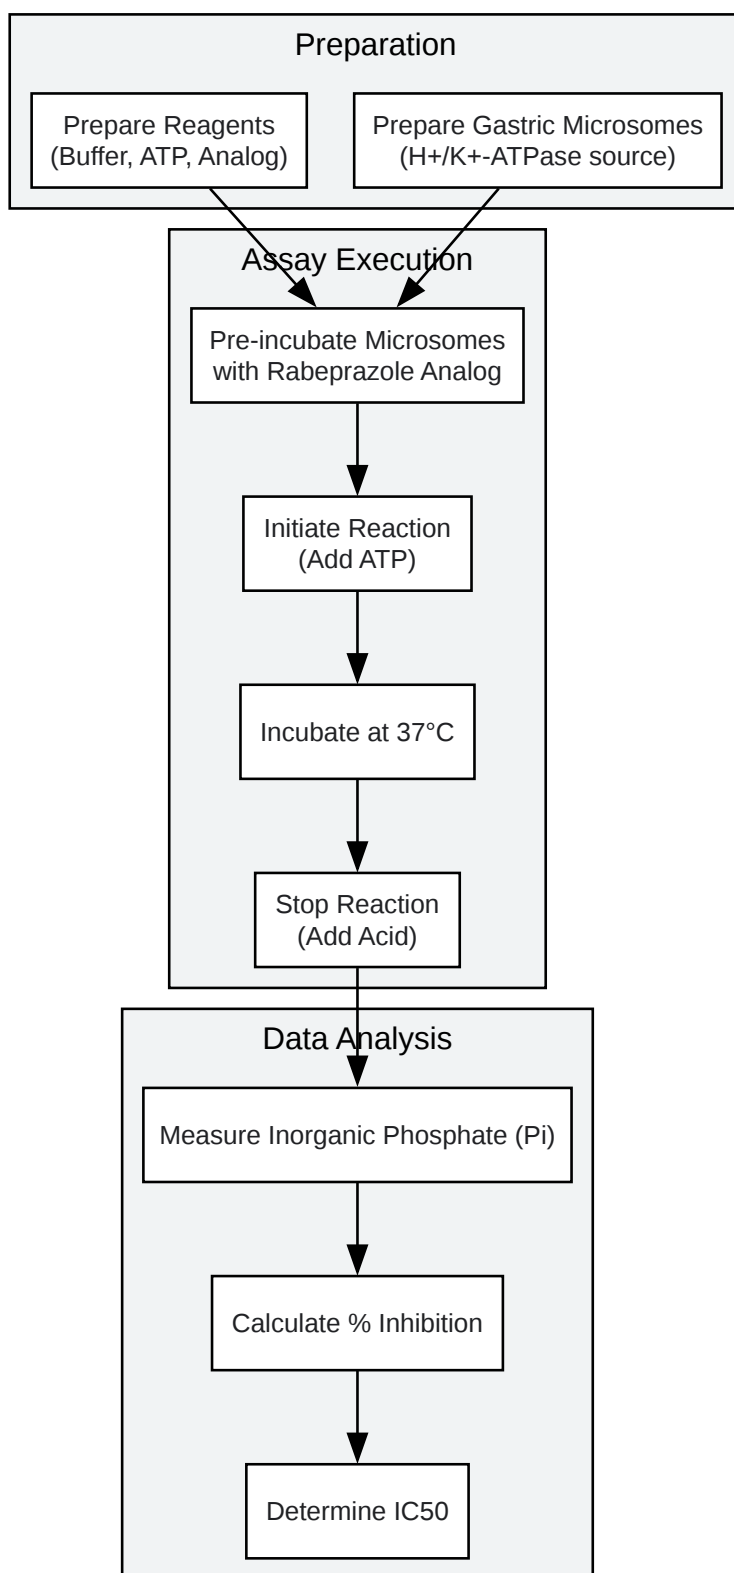 Preparation
Prepare Reagents
(Buffer, ATP, Analog)
Prepare Gastric Microsomes
(H+/K+-ATPase source)
Assay Execution
Pre-incubate Microsomes
with Rabeprazole Analog
Initiate Reaction
(Add ATP)
Incubate at 37°C
Stop Reaction
(Add Acid)
Data Analysis
Measure Inorganic Phosphate (Pi)
Calculate % Inhibition
Determine IC50